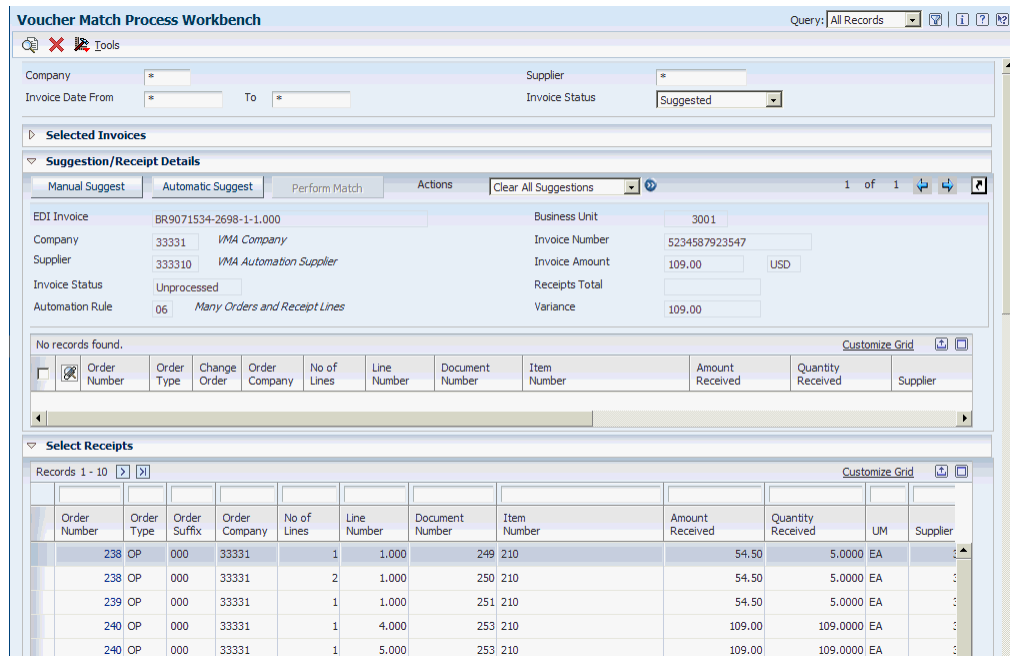 Voucher Match Process Workbench
Query: All Records
Tools
Company * Supplier *
Invoice Date From * To * Invoice Status Suggested
Selected Invoices
Suggestion/Receipt Details
Manual Suggest Automatic Suggest Perform Match Actions Clear All Suggestions 1 of 1
EDI Invoice BR9071534-2698-1-1.000 Business Unit 3001
Company 33331 VMA Company Invoice Number 5234587923547
Supplier 333310 VMA Automation Supplier Invoice Amount 109.00 USD
Invoice Status Unprocessed Receipts Total
Automation Rule 06 Many Orders and Receipt Lines Variance 109.00
No records found. Customize Grid
Order Number Order Type Change Order Order Company No of Lines Line Number Document Number Item Number Amount Received Quantity Received Supplier
Select Receipts
Records 1 - 10 Customize Grid
Order Number Order Type Order Suffix Order Company No of Lines Line Number Document Number Item Number Amount Received Quantity Received UM Supplier
238 OP 000 33331 1 1.000 249 210 54.50 5.0000 EA
238 OP 000 33331 2 1.000 250 210 54.50 5.0000 EA
239 OP 000 33331 1 1.000 251 210 54.50 5.0000 EA
240 OP 000 33331 1 4.000 253 210 109.00 109.0000 EA
240 OP 000 33331 1 5.000 253 210 109.00 109.0000 EA